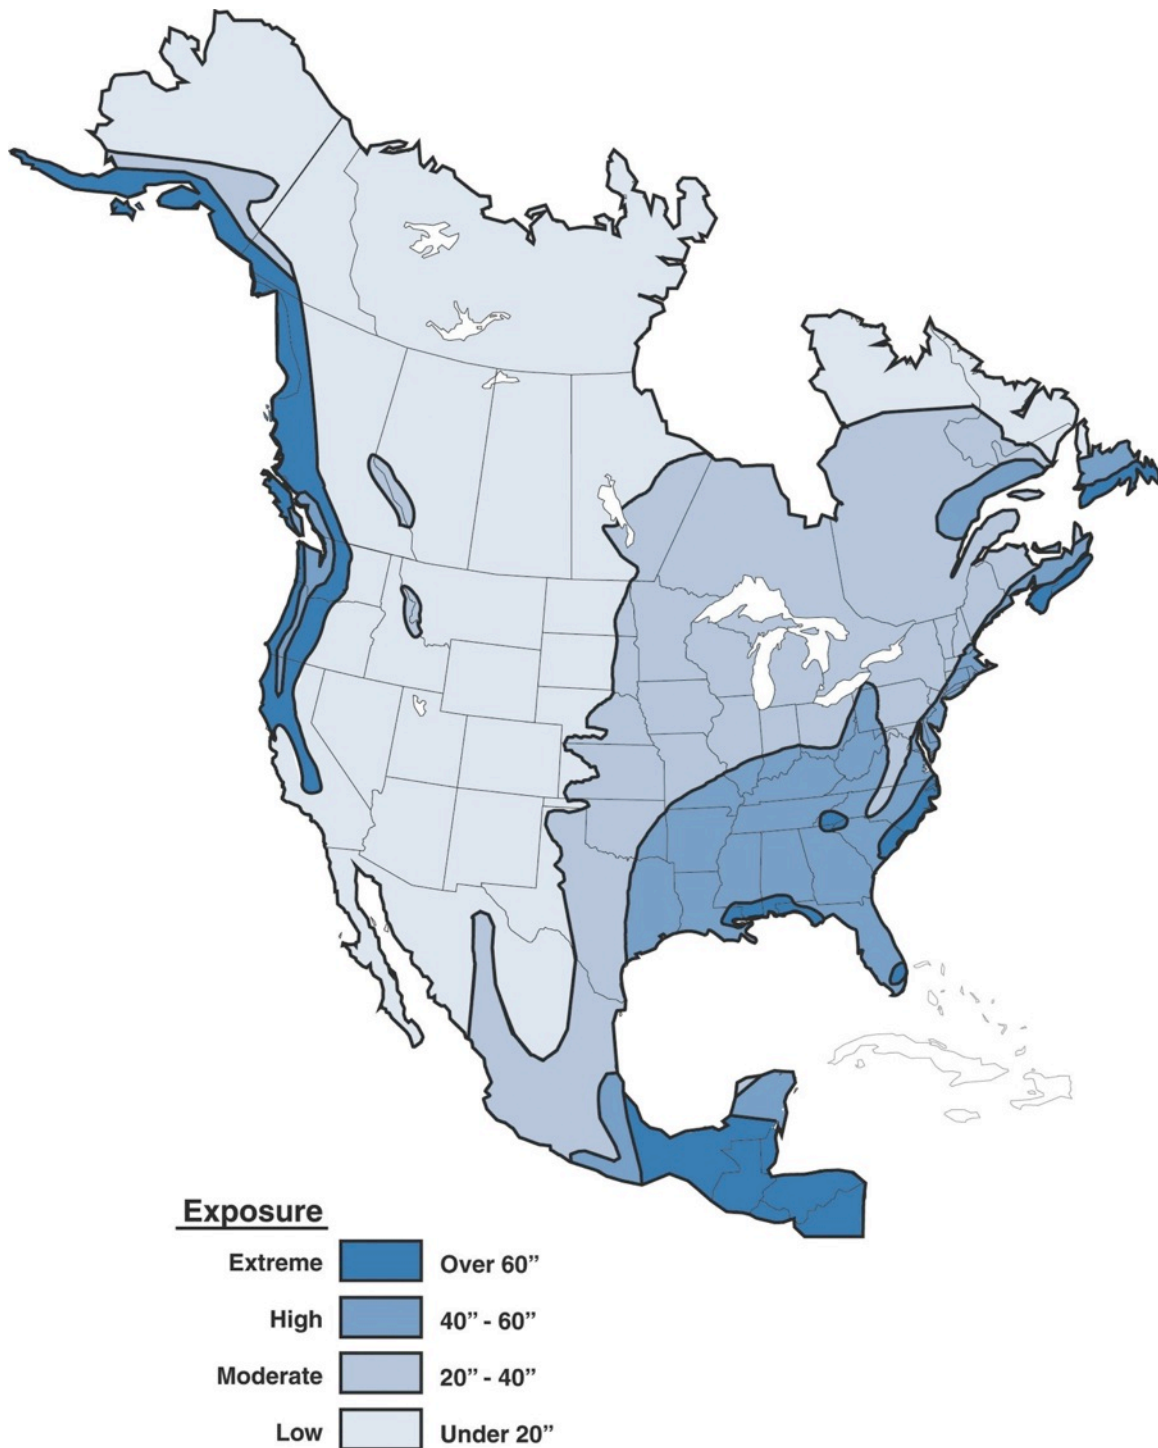 Exposure
Extreme Over 60”
High 40” - 60”
Moderate 20” - 40”
Low Under 20”